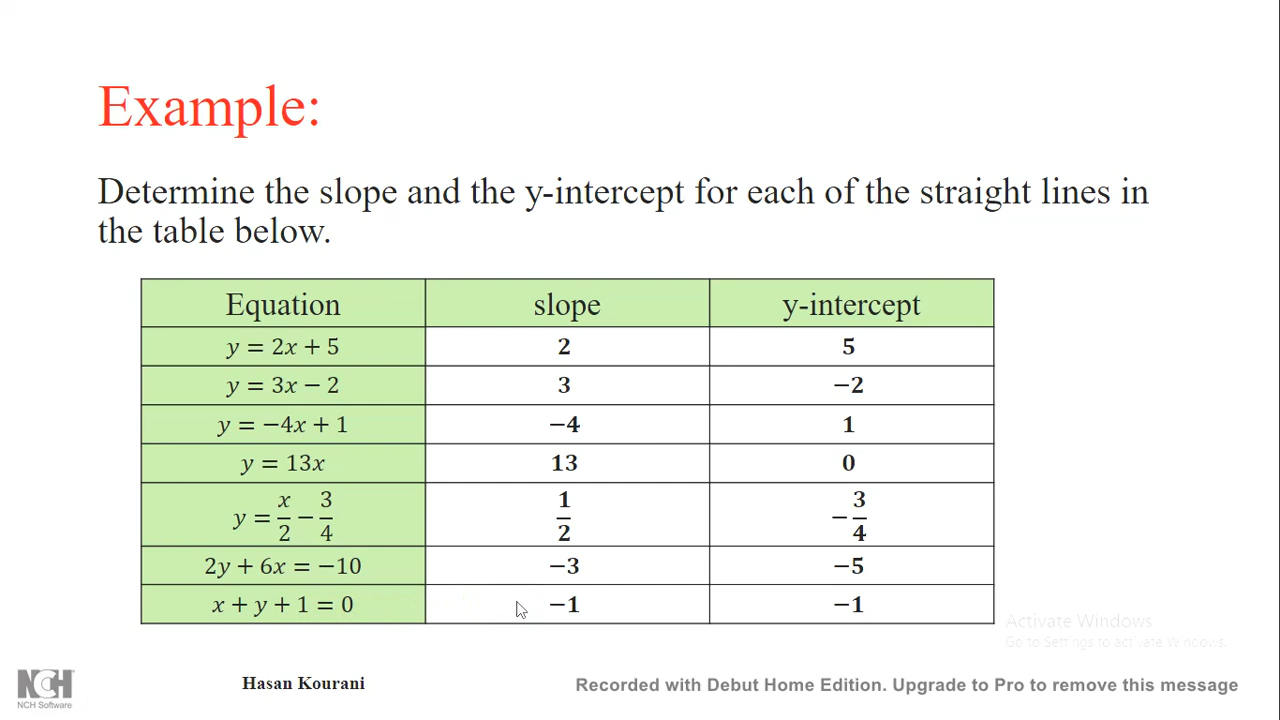 Example:
Determine the slope and the y-intercept for each of the straight lines in
the table below.
Equation slope y-intercept
y = 2x + 5 2 5
y = 3x − 2 3 −2
y = −4x + 1 −4 1
y = 13x 13 0
y = x/2 − 3/4 1/2 −3/4
2y + 6x = −10 −3 −5
x + y + 1 = 0 −1 −1
Activate Windows
Go to Settings to activate Windows.
NCH
NCH Software
Hasan Kourani
Recorded with Debut Home Edition. Upgrade to Pro to remove this message